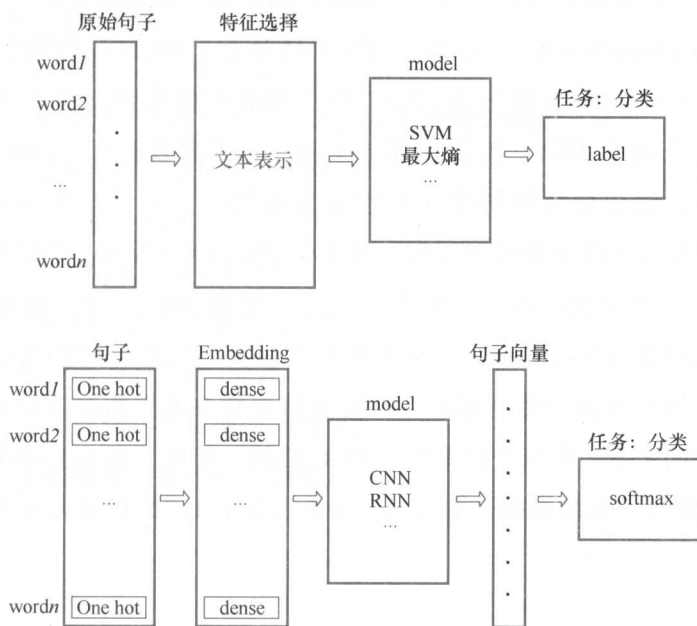 原始句子 特征选择
word1
model
word2
任务：分类
SVM
文本表示 最大熵 label
...
...
wordn
句子 Embedding 句子向量
word1 One hot dense
model
word2 One hot dense
任务：分类
CNN
... ... RNN softmax
...
wordn One hot dense